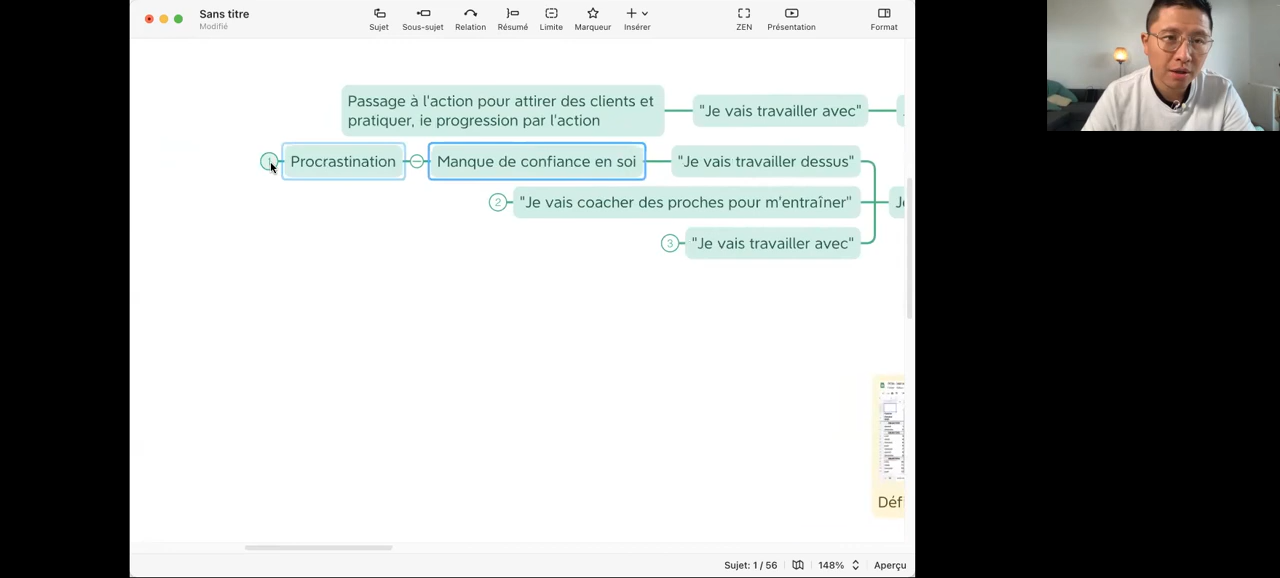 Sans titre
Modifié
Sujet
Sous-sujet
Relation
Résumé
Limite
Marqueur
Insérer
ZEN
Présentation
Format
Passage à l'action pour attirer des clients et
pratiquer, ie progression par l'action
"Je vais travailler avec"
Procrastination
Manque de confiance en soi
"Je vais travailler dessus"
2
"Je vais coacher des proches pour m'entraîner"
Je
3
"Je vais travailler avec"
Déf
Sujet: 1 / 56
148%
Aperçu